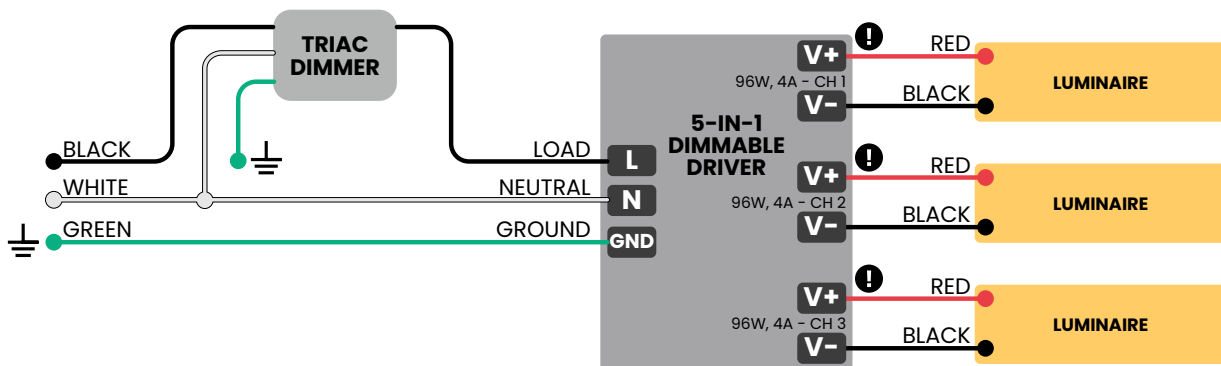 TRIAC
DIMMER
BLACK
WHITE
GREEN
LOAD
NEUTRAL
GROUND
L
N
GND
5-IN-1
DIMMABLE
DRIVER
V+
96W, 4A - CH 1
V-
!
RED
BLACK
LUMINAIRE
V+
96W, 4A - CH 2
V-
!
RED
BLACK
LUMINAIRE
V+
96W, 4A - CH 3
V-
!
RED
BLACK
LUMINAIRE